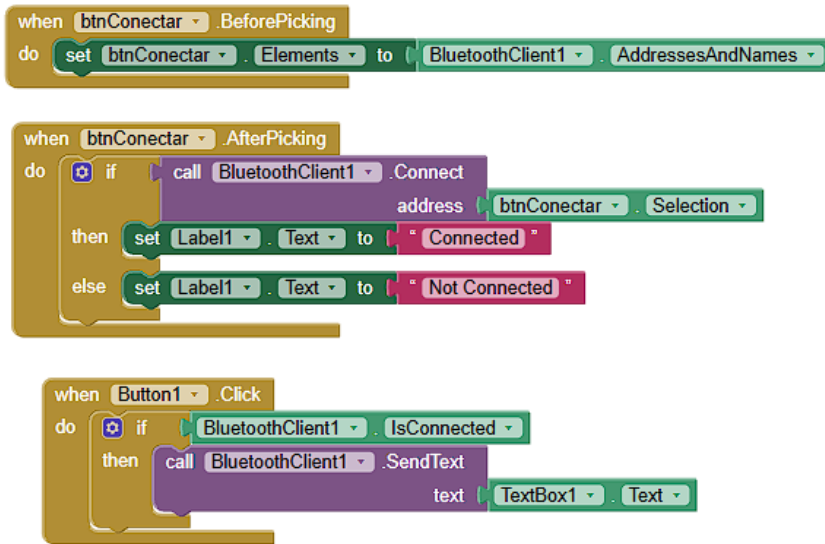 when btnConectar .BeforePicking
do set btnConectar . Elements to BluetoothClient1 . AddressesAndNames
when btnConectar .AfterPicking
do if call BluetoothClient1 .Connect
address btnConectar . Selection
then set Label1 . Text to " Connected "
else set Label1 . Text to " Not Connected "
when Button1 .Click
do if BluetoothClient1 . IsConnected
then call BluetoothClient1 .SendText
text TextBox1 . Text